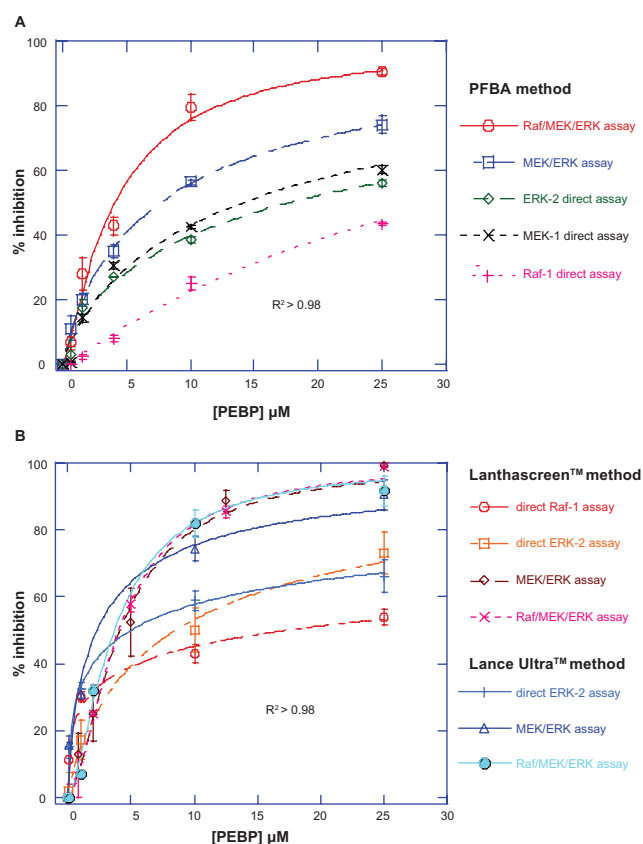 A
100
80
60
40
20
0
% inhibition
0 5 10 15 20 25 30
[PEBP] µM
R² > 0.98
PFBA method
Raf/MEK/ERK assay
MEK/ERK assay
ERK-2 direct assay
MEK-1 direct assay
Raf-1 direct assay
B
100
80
60
40
20
0
% inhibition
0 5 10 15 20 25 30
[PEBP] µM
R² > 0.98
Lanthascreen™ method
direct Raf-1 assay
direct ERK-2 assay
MEK/ERK assay
Raf/MEK/ERK assay
Lance Ultra™ method
direct ERK-2 assay
MEK/ERK assay
Raf/MEK/ERK assay